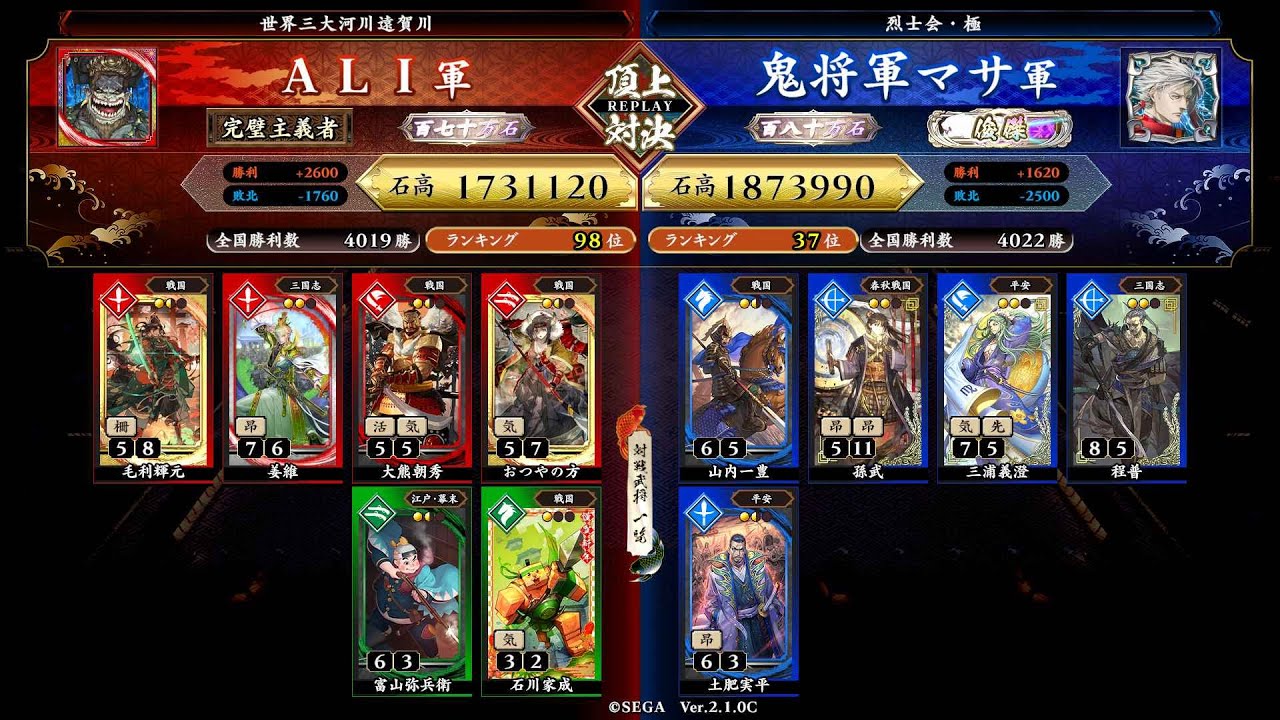 世界三大河川遠賀川
烈士会・極
ALI軍
頂上
REPLAY
対決
鬼将軍マサ軍
完璧主義者
百七十万石
百八十万石
俊傑
勝利 +2600
敗北 -1760
石高 1731120
石高 1873990
勝利 +1620
敗北 -2500
全国勝利数 4019勝
ランキング 98位
ランキング 37位
全国勝利数 4022勝
戦国
柵
5 8
毛利輝元
三国志
昂
7 6
姜維
戦国
活 気
5 5
大熊朝秀
戦国
気
5 7
おつやの方
対戦武将一覧
戦国
6 5
山内一豊
春秋戦国
昂 昂
5 11
孫武
平安
気 先
7 5
三浦義澄
三国志
8 5
程普
江戸・幕末
6 3
富山弥兵衛
戦国
気
3 2
石川家成
平安
昂
6 3
土肥実平
©SEGA Ver.2.1.0C